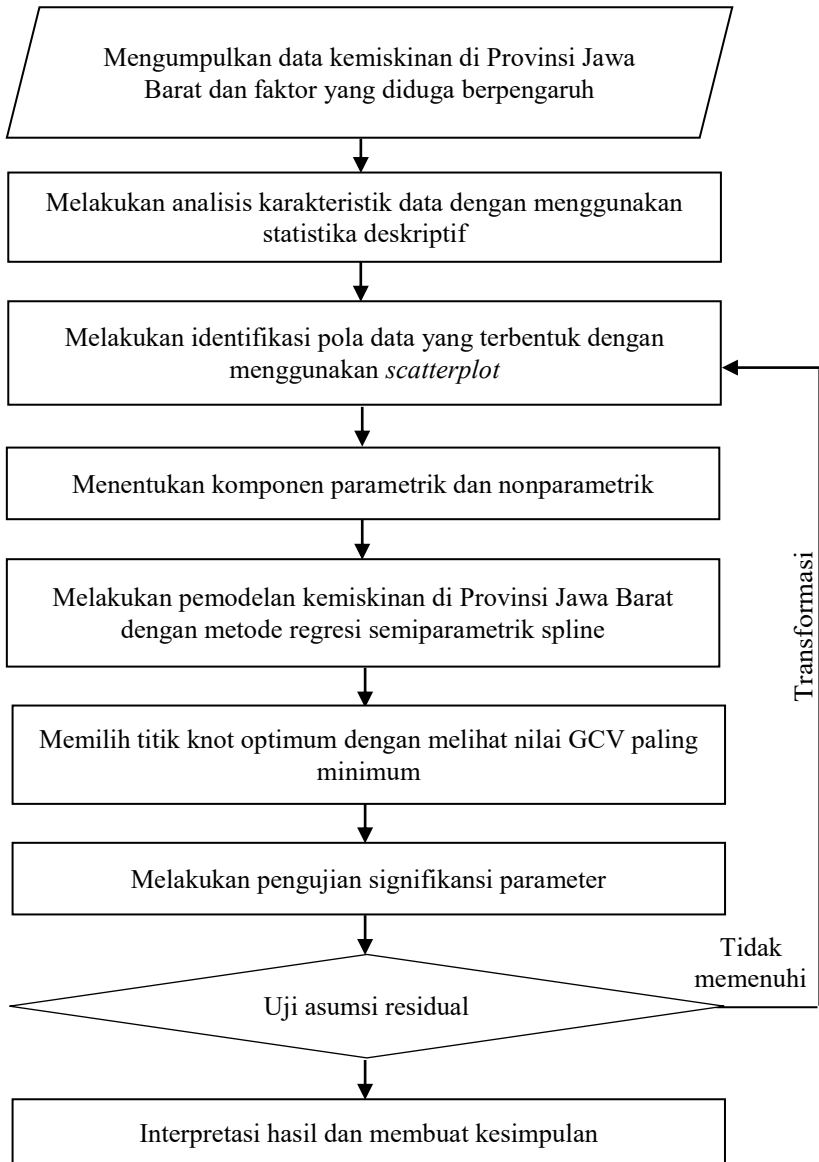 Mengumpulkan data kemiskinan di Provinsi Jawa
Barat dan faktor yang diduga berpengaruh
Melakukan analisis karakteristik data dengan menggunakan
statistika deskriptif
Melakukan identifikasi pola data yang terbentuk dengan
menggunakan scatterplot
Menentukan komponen parametrik dan nonparametrik
Melakukan pemodelan kemiskinan di Provinsi Jawa Barat
dengan metode regresi semiparametrik spline
Transformasi
Memilih titik knot optimum dengan melihat nilai GCV paling
minimum
Melakukan pengujian signifikansi parameter
Tidak
memenuhi
Uji asumsi residual
Interpretasi hasil dan membuat kesimpulan